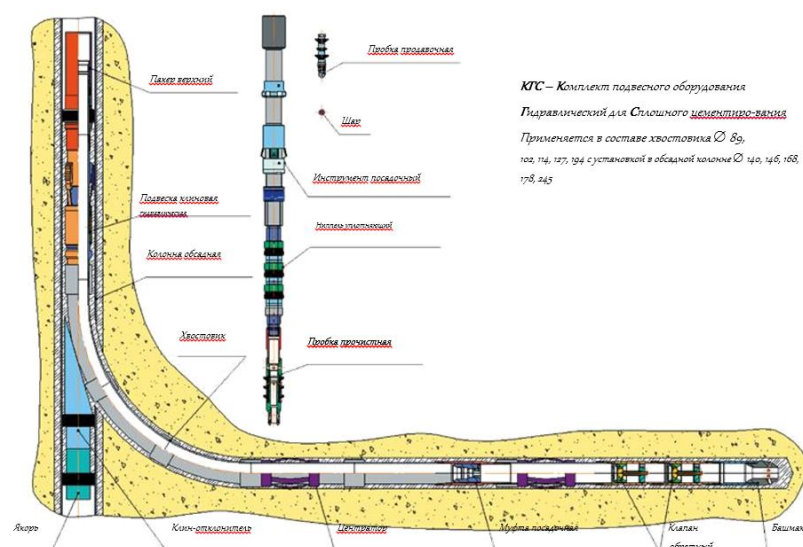 Пакер верхний
Пробка продавочная
Шар
КГС – Комплект подвесного оборудования
Гидравлический для Сплошного цементиро-вания
Применяется в составе хвостовика ∅ 89,
102, 114, 127, 194 с установкой в обсадной колонне ∅ 140, 146, 168,
178, 245
Инструмент посадочный
Подвеска клиновая
Ниппель уплотняющий
Колонна обсадная
Хвостовик
Пробка прочистная
Якорь
Клин-отклонитель
Центратор
Муфта посадочная
Клапан
обратный
Башмак